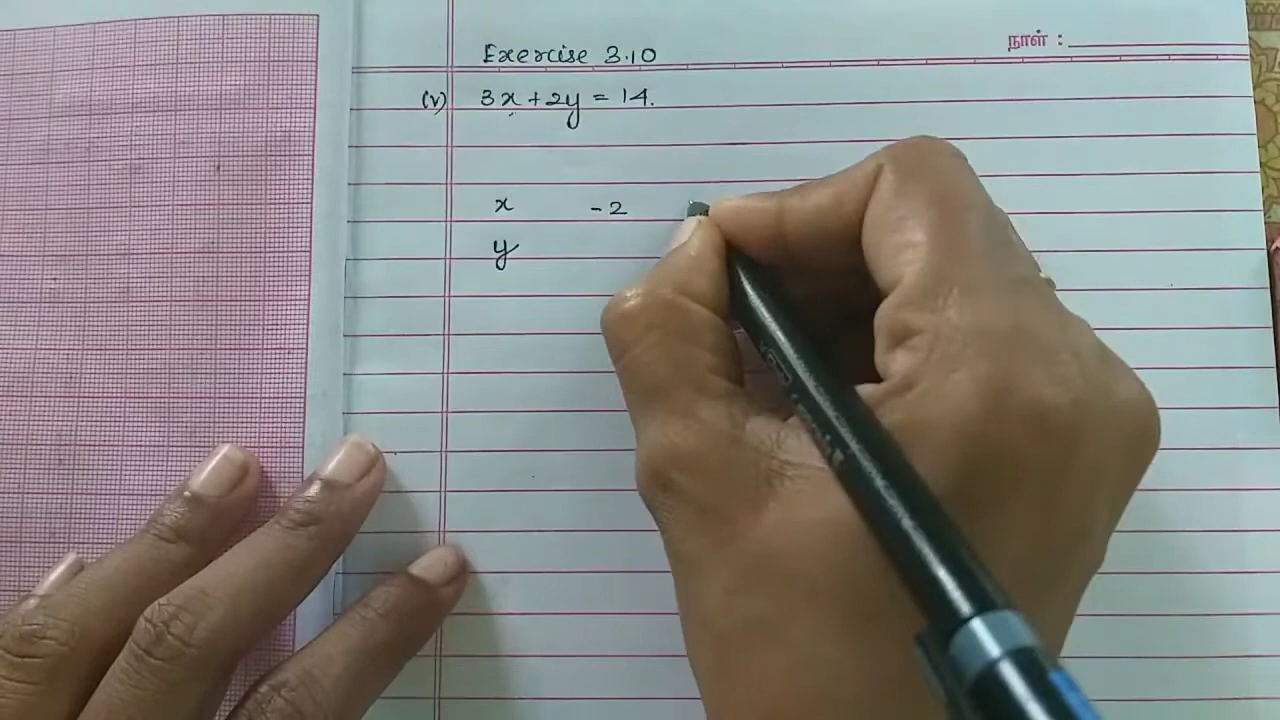 நாள் :
Exercise 3.10
(v) 3x + 2y = 14.
x -2
y